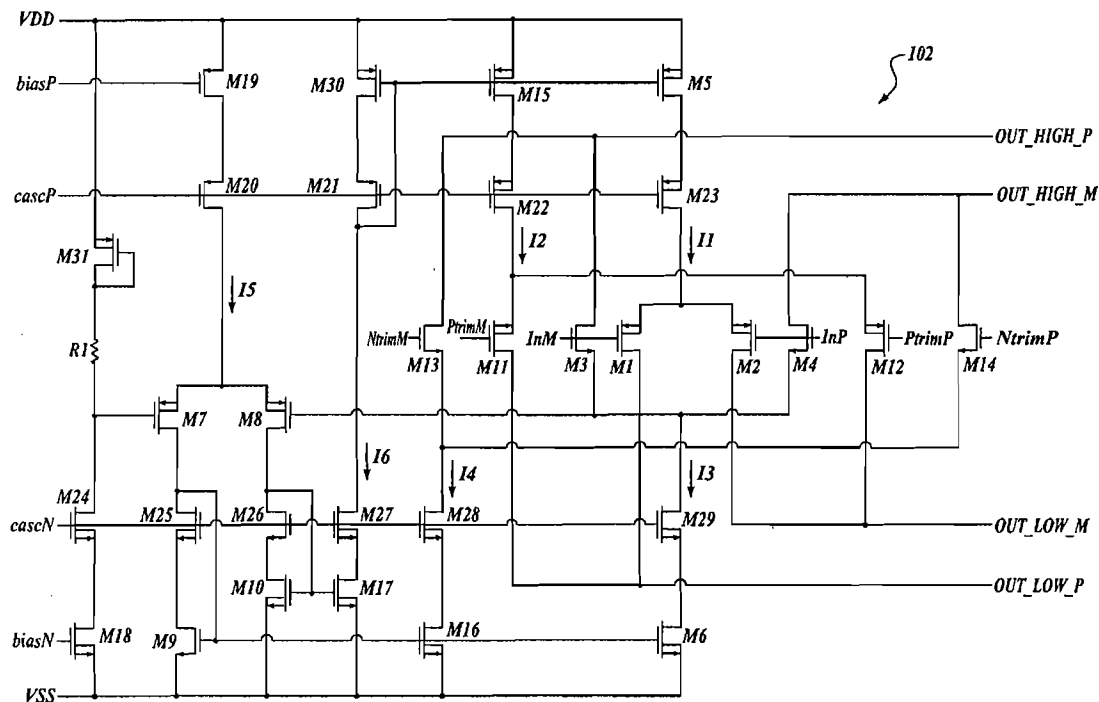 VDD
102
biasP
M19
M30
M15
M5
OUT_HIGH_P
cascP
M20
M21
M22
M23
OUT_HIGH_M
M31
I5
I2
I1
R1
NtrimM
PtrimM
InM
InP
PtrimP
NtrimP
M13
M11
M3
M1
M2
M4
M12
M14
M7
M8
I6
I4
I3
M24
cascN
M25
M26
M27
M28
M29
OUT_LOW_M
M10
M17
OUT_LOW_P
biasN
M18
M9
M16
M6
VSS